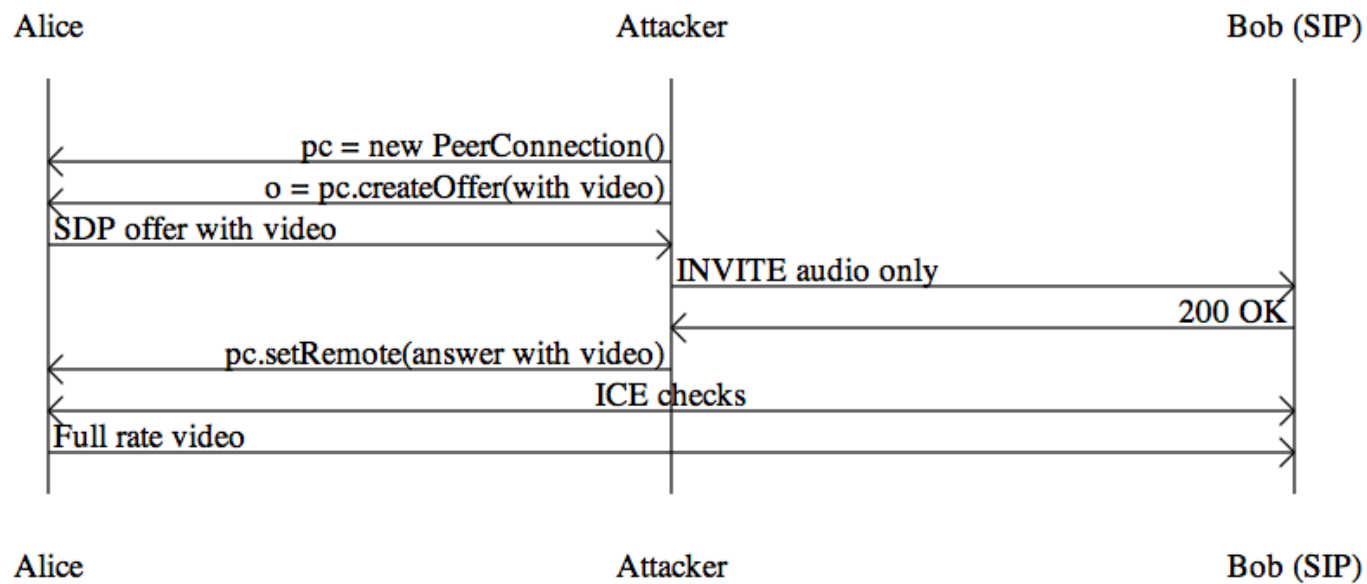 Alice Attacker Bob (SIP)
pc = new PeerConnection()
o = pc.createOffer(with video)
SDP offer with video
INVITE audio only
200 OK
pc.setRemote(answer with video)
ICE checks
Full rate video
Alice Attacker Bob (SIP)